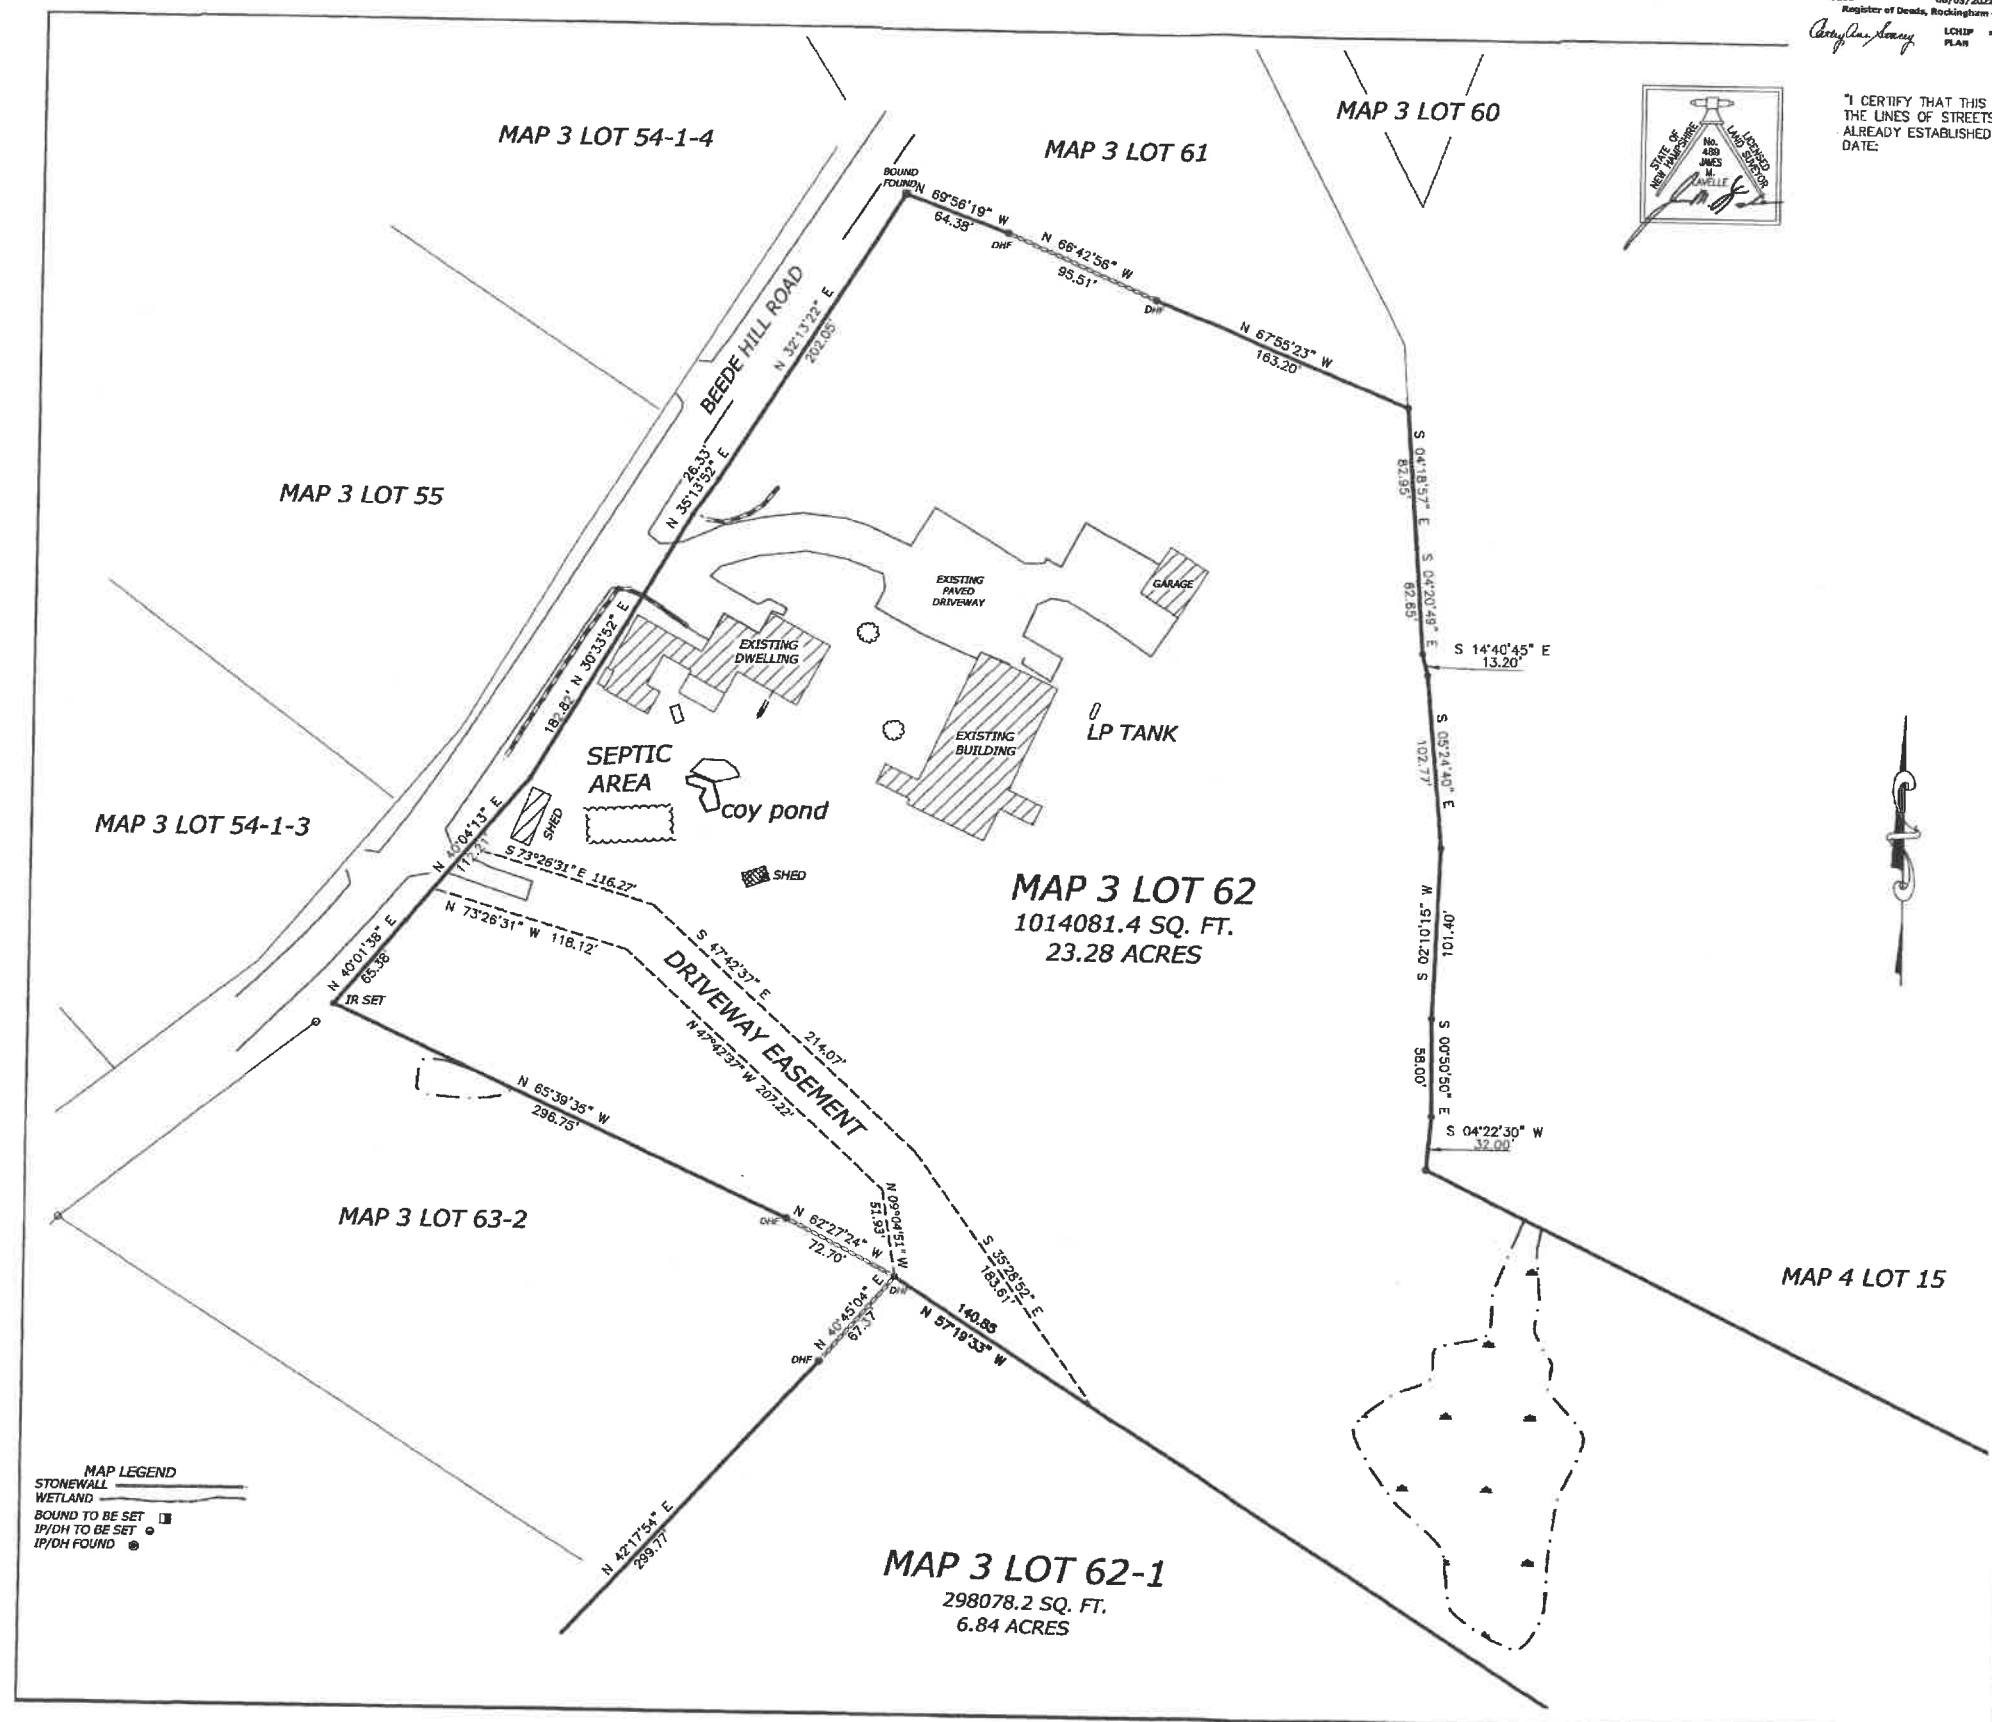 Register of Deeds, Rockingham
LCHIP
PLAN
STATE OF NEW HAMPSHIRE
LICENSED LAND SUVEYOR
No.
489
JAMES
M.
LAVELLE
"I CERTIFY THAT THIS
THE LINES OF STREETS
ALREADY ESTABLISHED
DATE:
MAP 3 LOT 54-1-4
MAP 3 LOT 61
MAP 3 LOT 60
BOUND
FOUND
N 69°56'19" W
64.38'
DHF
N 66°42'56" W
95.51'
DHF
N 67°55'23" W
163.20'
BEEDE HILL ROAD
N 32°13'22" E
202.05'
26.33'
N 35°13'52" E
MAP 3 LOT 55
S 04°18'57" E
82.95'
S 04°20'49" E
62.65'
S 14°40'45" E
13.20'
S 05°24'40" E
102.77'
S 02°10'15" W
101.40'
S 00°50'50" E
58.00'
S 04°22'30" W
32.00'
EXISTING
PAVED
DRIVEWAY
GARAGE
EXISTING
DWELLING
182.82' N 30°33'52" E
EXISTING
BUILDING
LP TANK
SEPTIC
AREA
coy pond
SHED
SHED
MAP 3 LOT 54-1-3
N 40°04'13" E
112.21'
S 73°26'31" E 116.27'
N 73°26'31" W 118.12'
MAP 3 LOT 62
1014081.4 SQ. FT.
23.28 ACRES
N 40°01'38" E
65.38'
IR SET
S 47°42'37" E
214.07'
DRIVEWAY EASEMENT
N 47°42'37" W 207.22'
N 65°39'35" W
296.75'
MAP 3 LOT 63-2
DHF
N 62°27'24" W
72.70'
N 09°04'51" W
51.93'
S 35°28'52" E
183.61'
DHF
N 40°45'04" E
67.37'
140.85
N 57°19'33" W
DHF
MAP 4 LOT 15
N 42°17'54" E
299.77'
MAP 3 LOT 62-1
298078.2 SQ. FT.
6.84 ACRES
MAP LEGEND
STONEWALL
WETLAND
BOUND TO BE SET
IP/DH TO BE SET
IP/DH FOUND